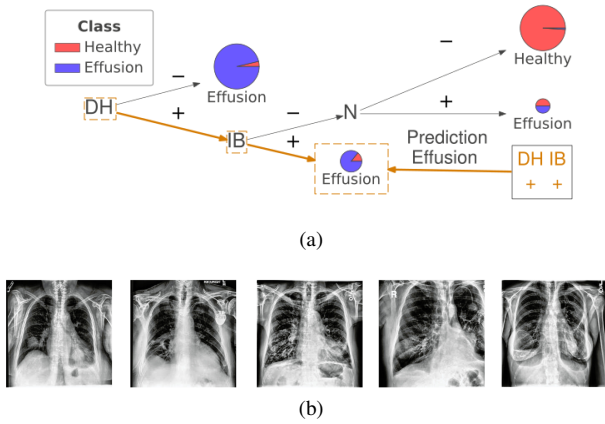 (a)
Class
Healthy
Effusion
−
+
DH
Effusion
−
+
IB
N
−
+
Healthy
Effusion
Effusion
Prediction
Effusion
DH IB
+ +
(b)
R